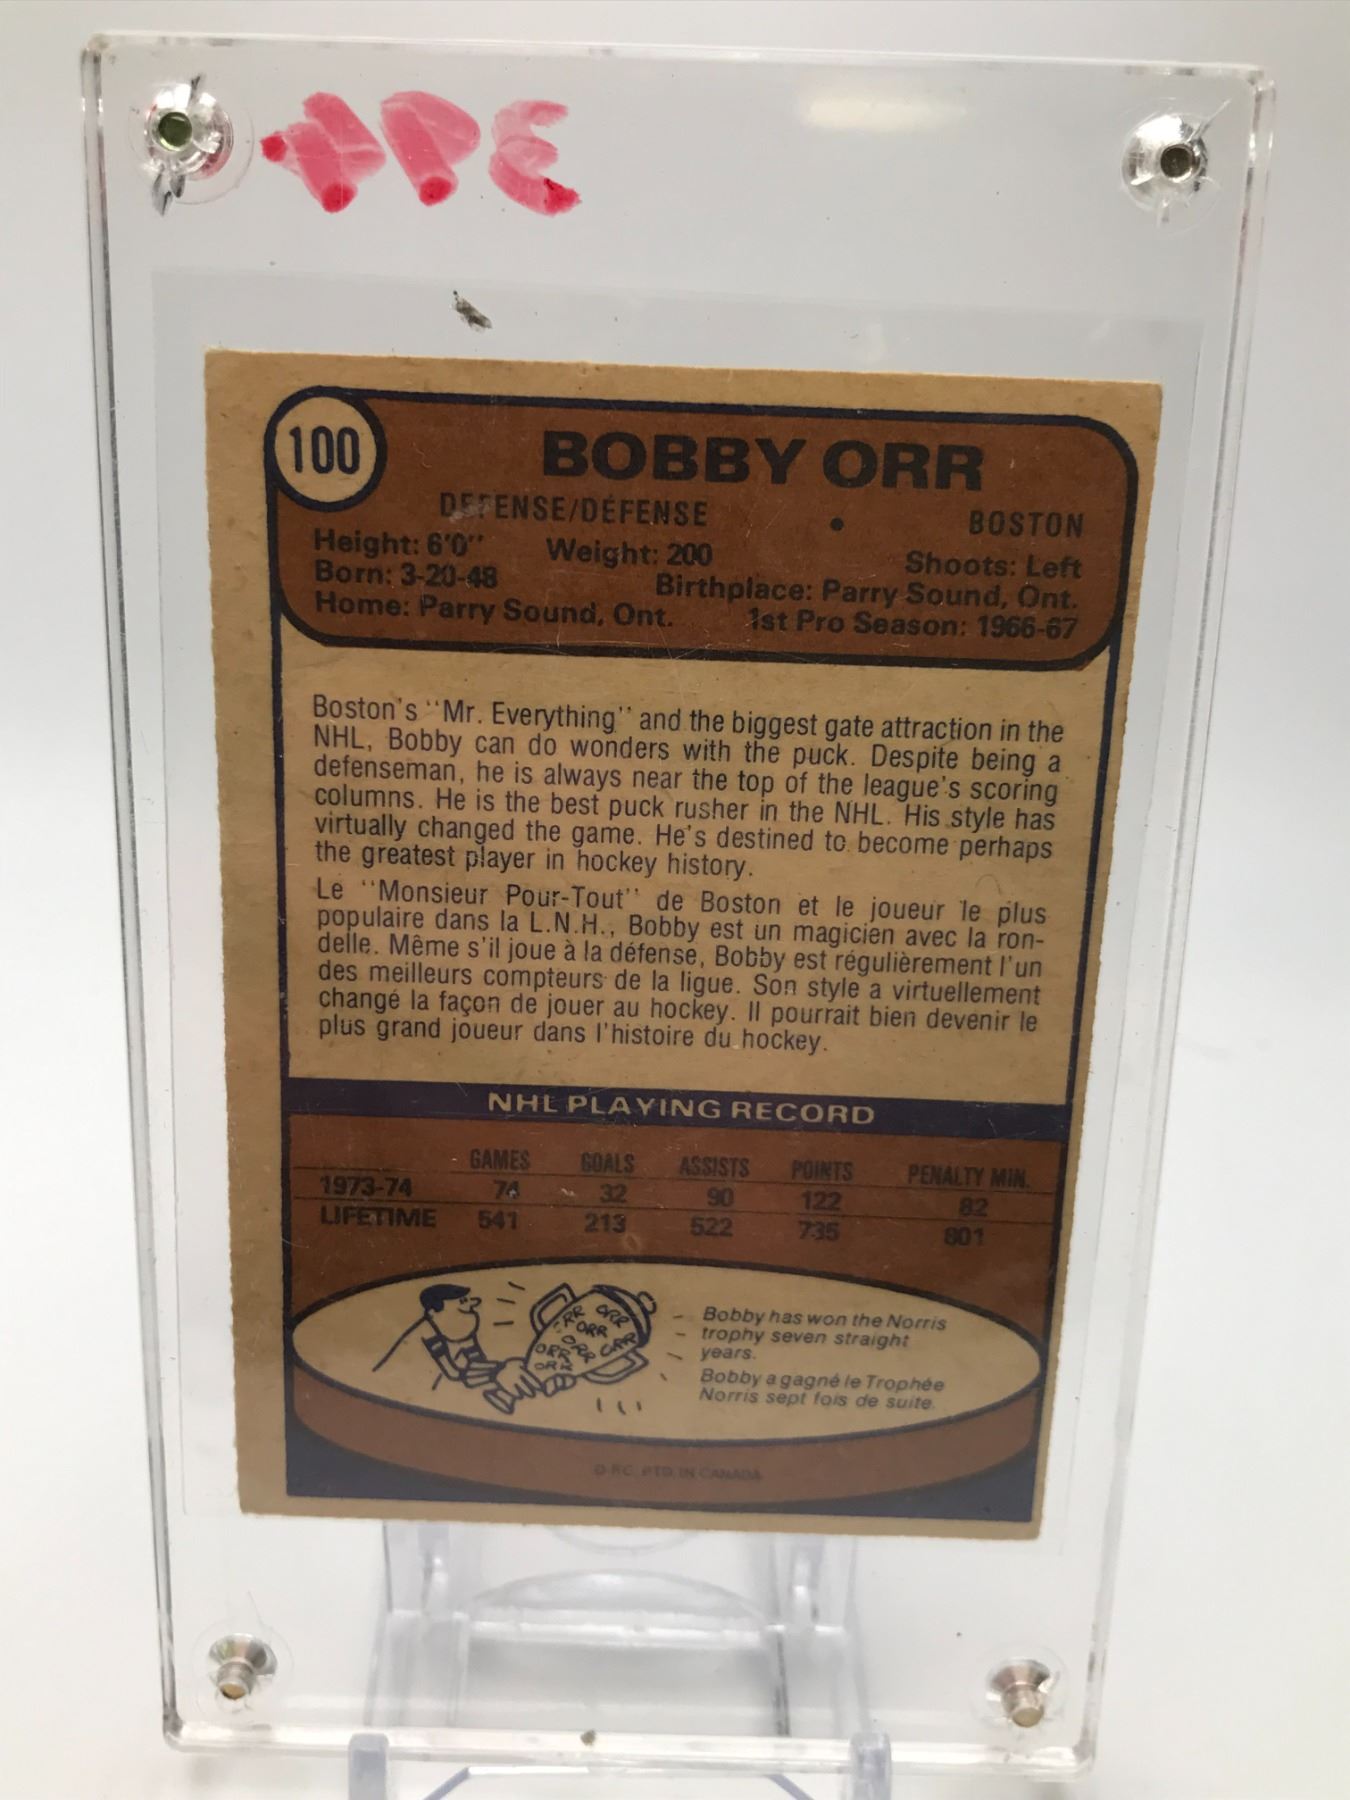 100
BOBBY ORR
DEFENSE/DÉFENSE • BOSTON
Height: 6'0" Weight: 200 Shoots: Left
Born: 3-20-48 Birthplace: Parry Sound, Ont.
Home: Parry Sound, Ont. 1st Pro Season: 1966-67
Boston's "Mr. Everything" and the biggest gate attraction in the
NHL, Bobby can do wonders with the puck. Despite being a
defenseman, he is always near the top of the league's scoring
columns. He is the best puck rusher in the NHL. His style has
virtually changed the game. He's destined to become perhaps
the greatest player in hockey history.
Le "Monsieur Pour-Tout" de Boston et le joueur le plus
populaire dans la L.N.H., Bobby est un magicien avec la ron-
delle. Même s'il joue à la défense, Bobby est régulièrement l'un
des meilleurs compteurs de la ligue. Son style a virtuellement
changé la façon de jouer au hockey. Il pourrait bien devenir le
plus grand joueur dans l'histoire du hockey.
NHL PLAYING RECORD
GAMES GOALS ASSISTS POINTS PENALTY MIN.
1973-74 74 32 90 122 82
LIFETIME 541 213 522 735 801
ORR ORR
ORR
ORR ORR
ORR
ORR
Bobby has won the Norris
trophy seven straight
years.
Bobby a gagné le Trophée
Norris sept fois de suite.
O.P.C. PTD. IN CANADA